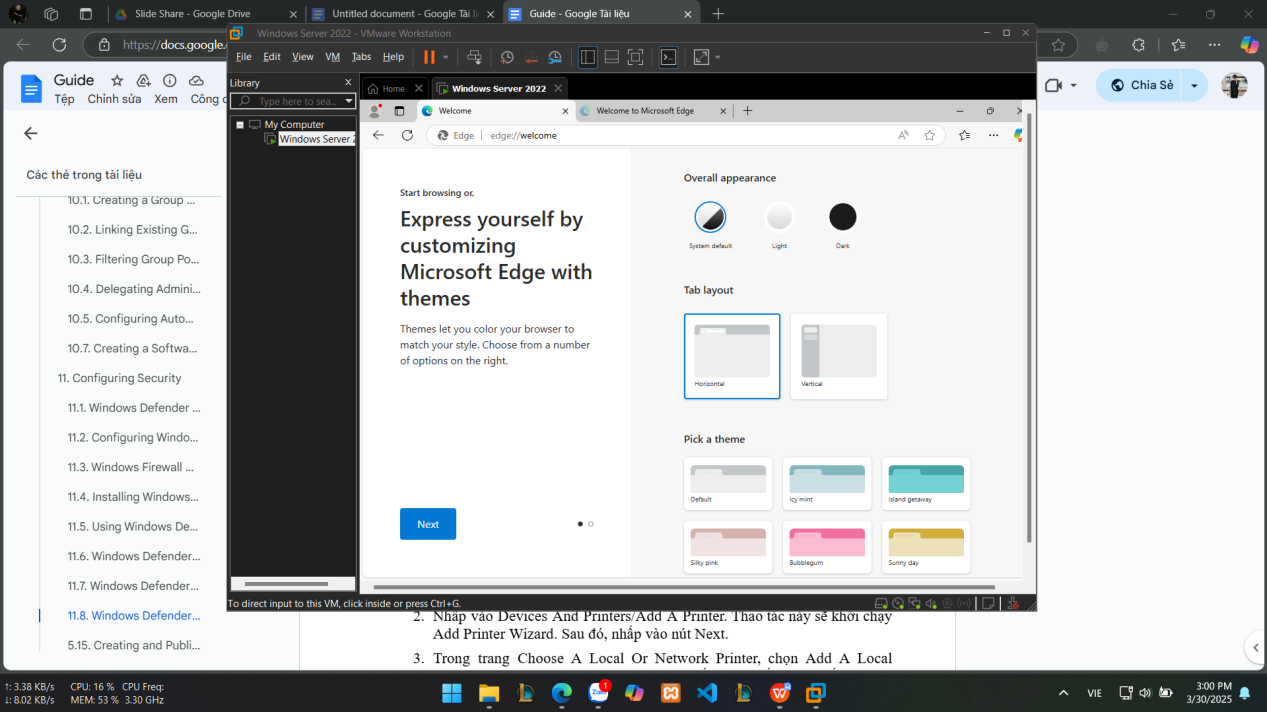 Slide Share - Google Drive
Untitled document - Google Tài li
Guide - Google Tài liệu
https://docs.google.
Guide
Tệp Chỉnh sửa Xem Công c
Chia Sẻ
Các thẻ trong tài liệu
10.1. Creating a Group ...
10.2. Linking Existing G...
10.3. Filtering Group Po...
10.4. Delegating Admini...
10.5. Configuring Auto...
10.7. Creating a Softwa...
11. Configuring Security
11.1. Windows Defender ...
11.2. Configuring Windo...
11.3. Windows Firewall ...
11.4. Installing Windows...
11.5. Using Windows De...
11.6. Windows Defender...
11.7. Windows Defender...
11.8. Windows Defender...
5.15. Creating and Publi...
Windows Server 2022 - VMware Workstation
File Edit View VM Tabs Help
Library
Type here to sea...
My Computer
Windows Server 2
Home
Windows Server 2022
Welcome
Welcome to Microsoft Edge
Edge
edge://welcome
Start browsing or,
Express yourself by
customizing
Microsoft Edge with
themes
Themes let you color your browser to
match your style. Choose from a number
of options on the right.
Next
Overall appearance
System default
Light
Dark
Tab layout
Horizontal
Vertical
Pick a theme
Default
Icy mint
Island getaway
Silky pink
Bubblegum
Sunny day
To direct input to this VM, click inside or press Ctrl+G.
2. Nhấp vào Devices And Printers/Add A Printer. Thao tác này sẽ khởi chạy
Add Printer Wizard. Sau đó, nhấp vào nút Next.
3. Trong trang Choose A Local Or Network Printer, chọn Add A Local
↑: 3.38 KB/s
↓: 8.02 KB/s
CPU: 16 % CPU Freq:
MEM: 53 % 3.30 GHz
Zalo
1
VIE
3:00 PM
3/30/2025